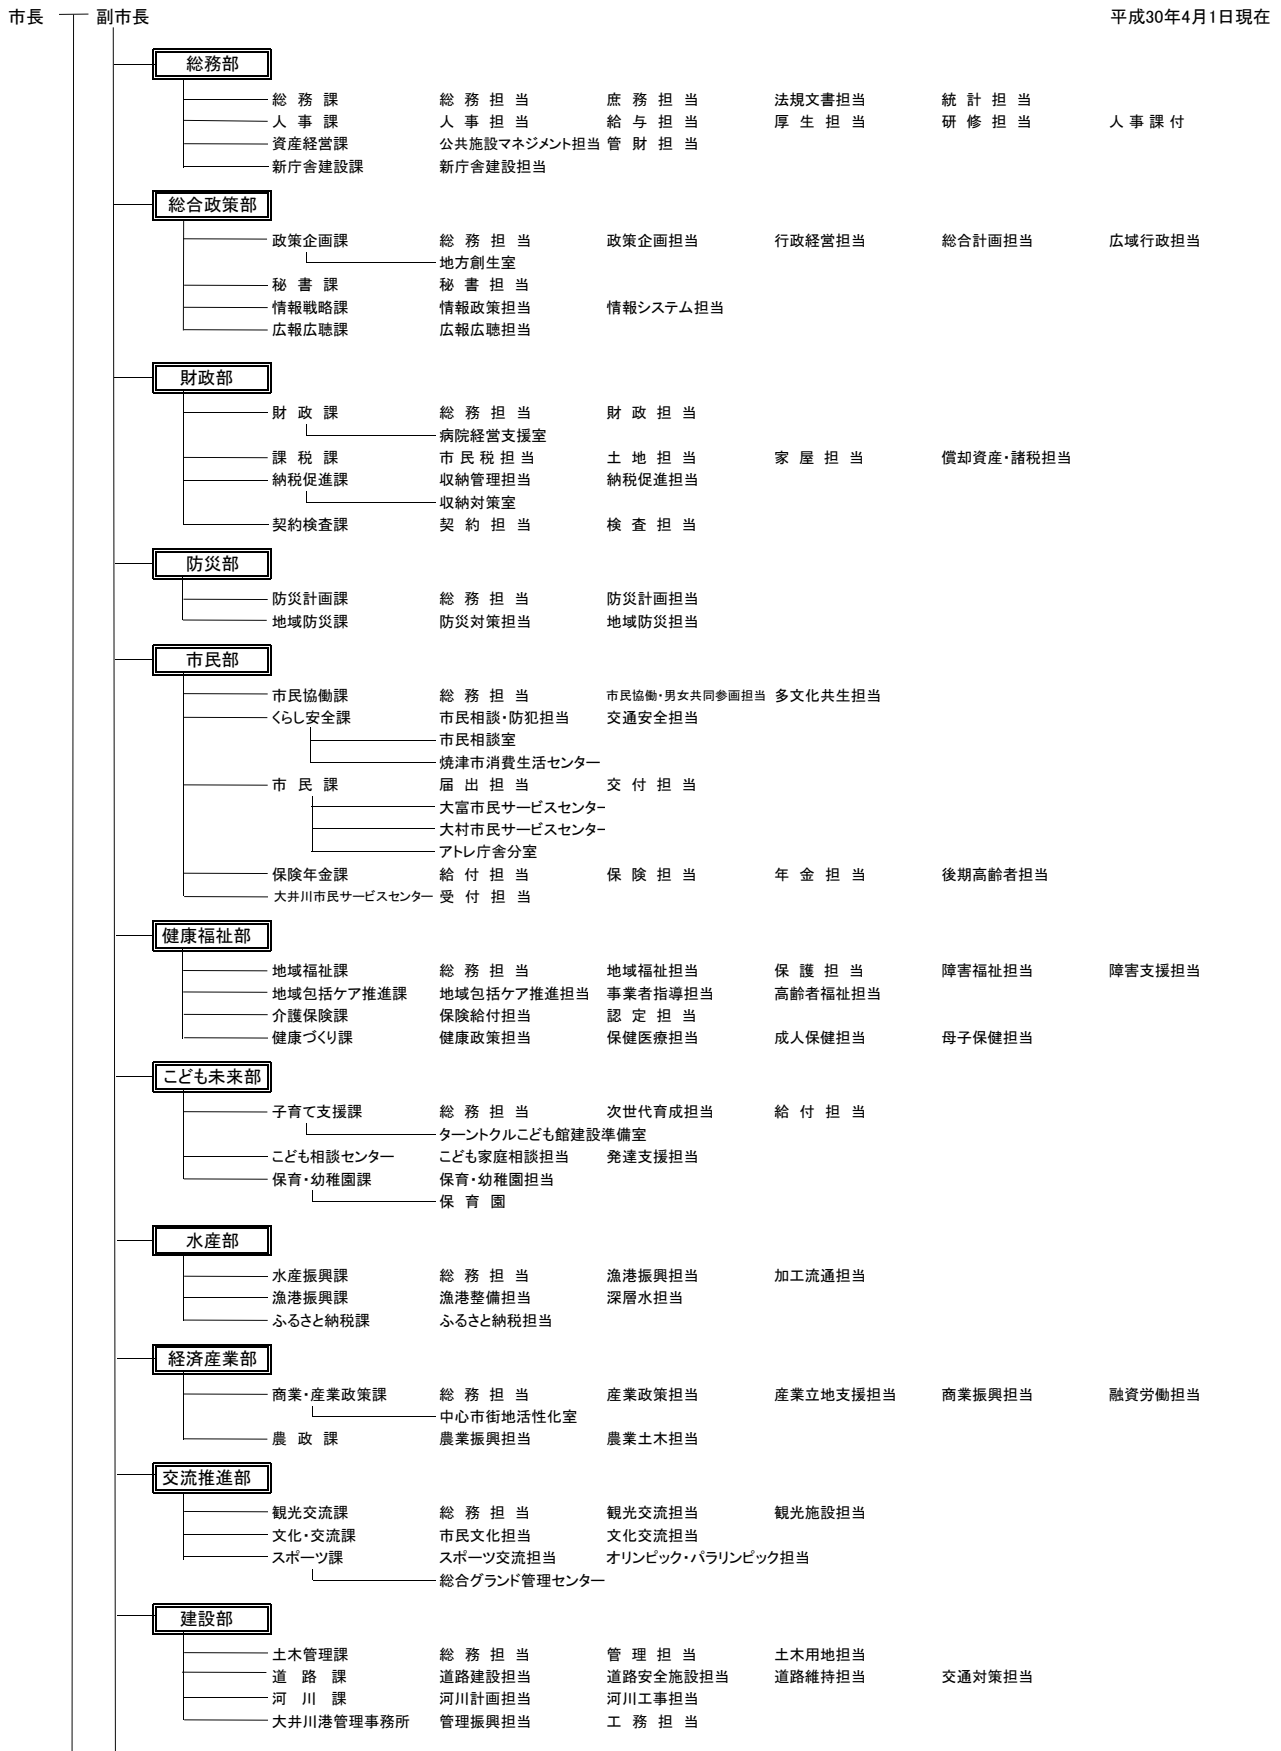 市長 副市長 平成30年4月1日現在
総務部
総務課 総務担当 庶務担当 法規文書担当 統計担当
人事課 人事担当 給与担当 厚生担当 研修担当 人事課付
資産経営課 公共施設マネジメント担当 管財担当
新庁舎建設課 新庁舎建設担当
総合政策部
政策企画課 総務担当 政策企画担当 行政経営担当 総合計画担当 広域行政担当
地方創生室
秘書課 秘書担当
情報戦略課 情報政策担当 情報システム担当
広報広聴課 広報広聴担当
財政部
財政課 総務担当 財政担当
病院経営支援室
課税課 市民税担当 土地担当 家屋担当 償却資産・諸税担当
納税促進課 収納管理担当 納税促進担当
収納対策室
契約検査課 契約担当 検査担当
防災部
防災計画課 総務担当 防災計画担当
地域防災課 防災対策担当 地域防災担当
市民部
市民協働課 総務担当 市民協働・男女共同参画担当 多文化共生担当
くらし安全課 市民相談・防犯担当 交通安全担当
市民相談室
焼津市消費生活センター
市民課 届出担当 交付担当
大富市民サービスセンター
大村市民サービスセンター
アトレ庁舎分室
保険年金課 給付担当 保険担当 年金担当 後期高齢者担当
大井川市民サービスセンター 受付担当
健康福祉部
地域福祉課 総務担当 地域福祉担当 保護担当 障害福祉担当 障害支援担当
地域包括ケア推進課 地域包括ケア推進担当 事業者指導担当 高齢者福祉担当
介護保険課 保険給付担当 認定担当
健康づくり課 健康政策担当 保健医療担当 成人保健担当 母子保健担当
こども未来部
子育て支援課 総務担当 次世代育成担当 給付担当
ターントクルこども館建設準備室
こども相談センター こども家庭相談担当 発達支援担当
保育・幼稚園課 保育・幼稚園担当
保育園
水産部
水産振興課 総務担当 漁港振興担当 加工流通担当
漁港振興課 漁港整備担当 深層水担当
ふるさと納税課 ふるさと納税担当
経済産業部
商業・産業政策課 総務担当 産業政策担当 産業立地支援担当 商業振興担当 融資労働担当
中心市街地活性化室
農政課 農業振興担当 農業土木担当
交流推進部
観光交流課 総務担当 観光交流担当 観光施設担当
文化・交流課 市民文化担当 文化交流担当
スポーツ課 スポーツ交流担当 オリンピック・パラリンピック担当
総合グランド管理センター
建設部
土木管理課 総務担当 管理担当 土木用地担当
道路課 道路建設担当 道路安全施設担当 道路維持担当 交通対策担当
河川課 河川計画担当 河川工事担当
大井川港管理事務所 管理振興担当 工務担当